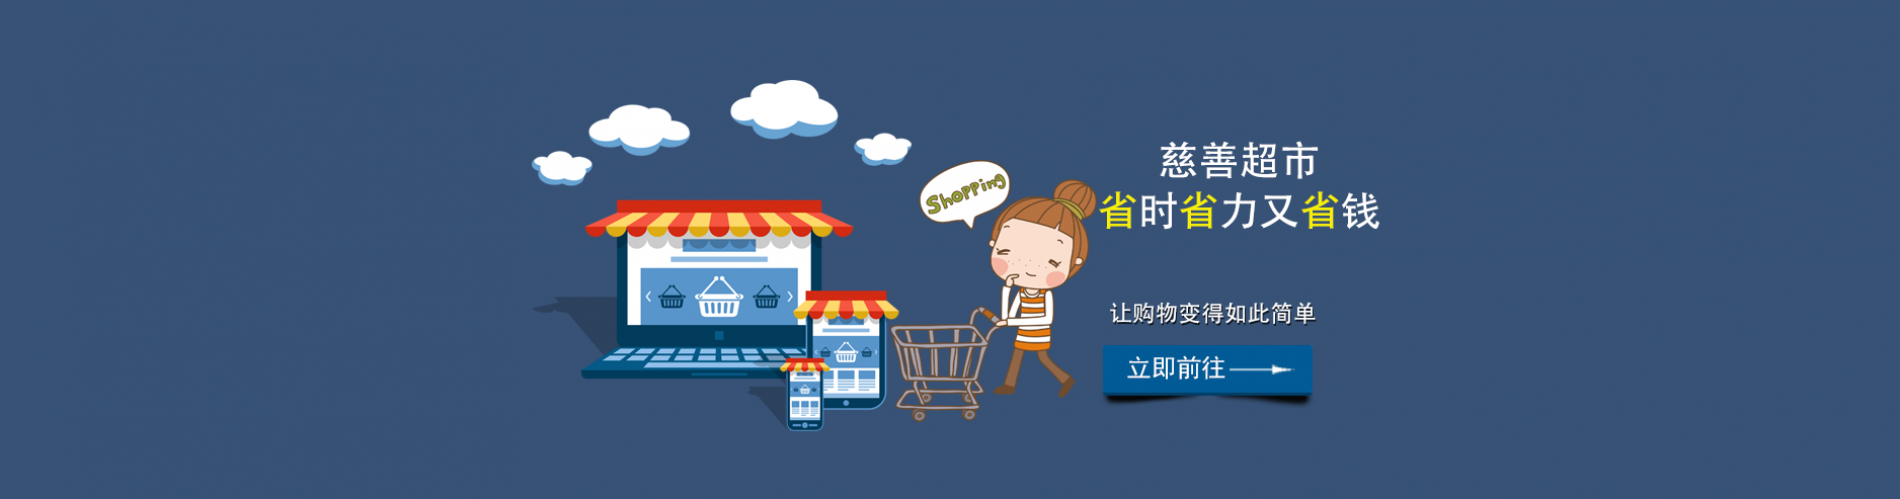 Shopping
慈善超市
省时省力又省钱
让购物变得如此简单
立即前往